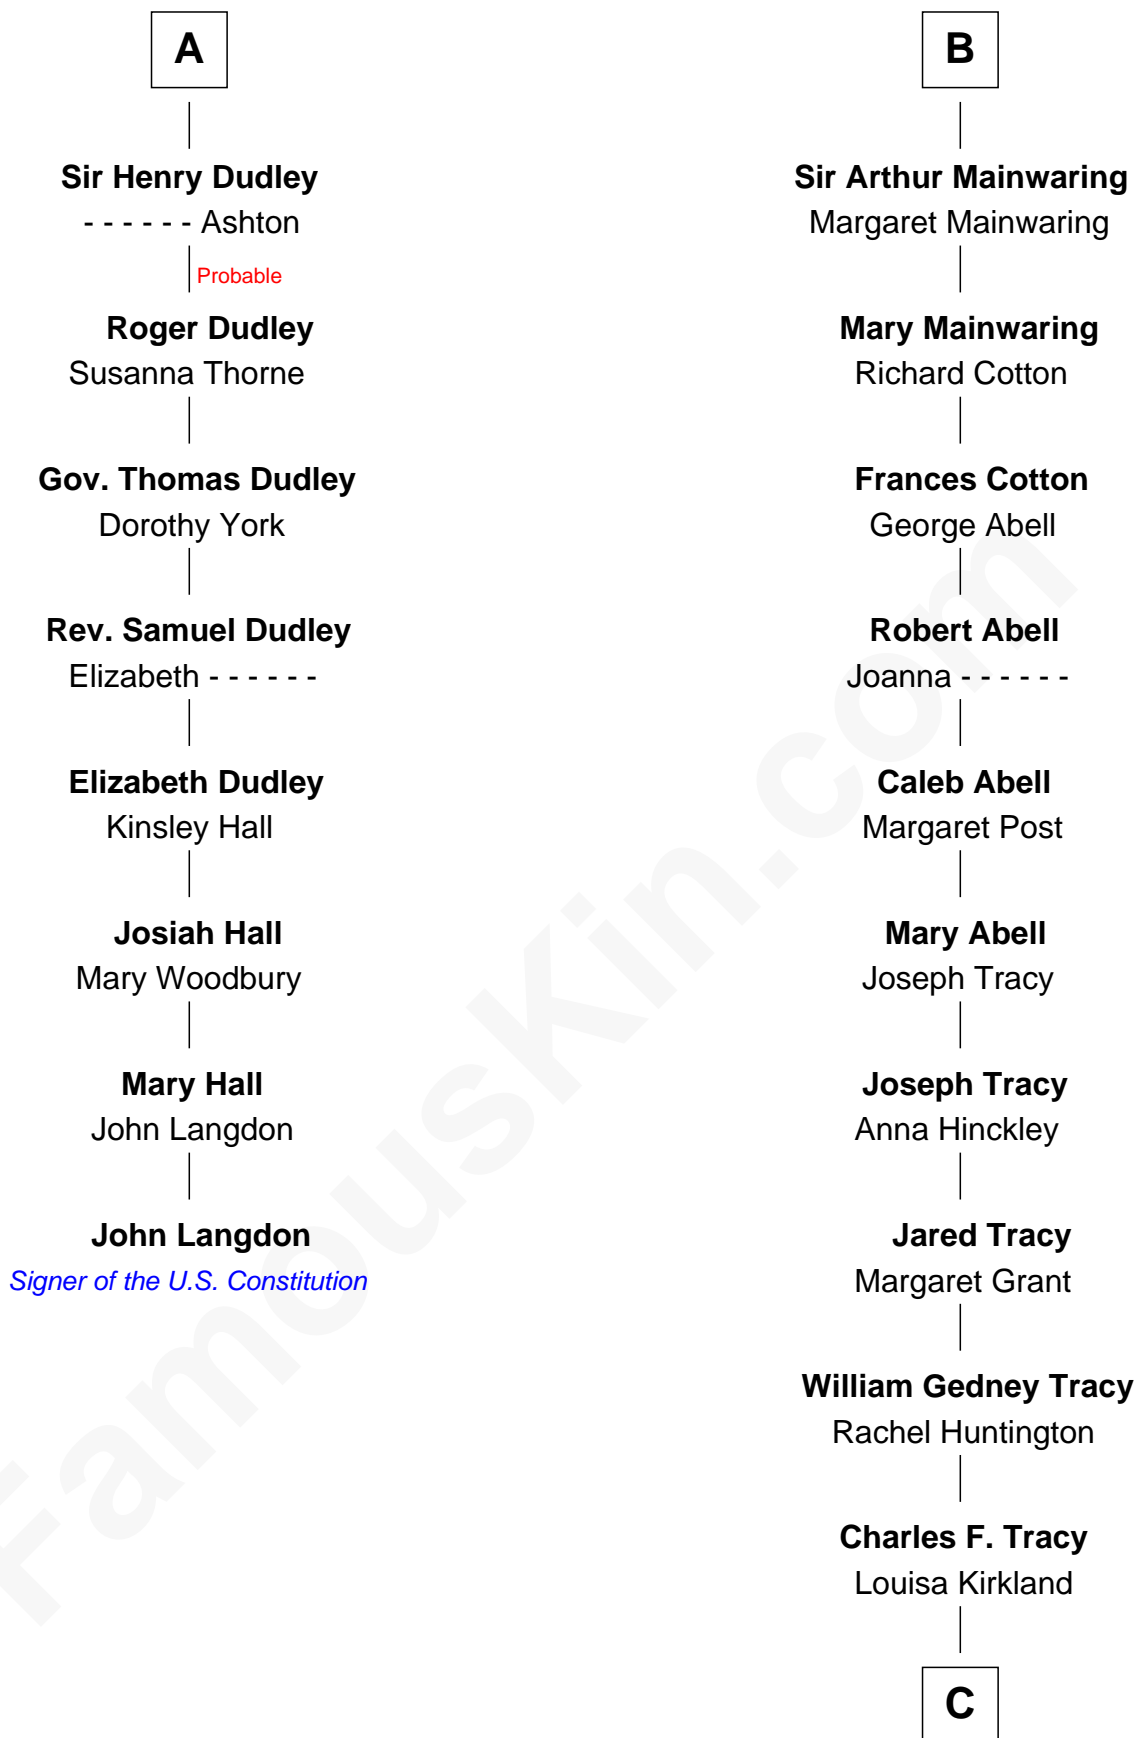 A
Sir Henry Dudley
- - - - - - Ashton
Probable
Roger Dudley
Susanna Thorne
Gov. Thomas Dudley
Dorothy York
Rev. Samuel Dudley
Elizabeth - - - - - -
Elizabeth Dudley
Kinsley Hall
Josiah Hall
Mary Woodbury
Mary Hall
John Langdon
John Langdon
Signer of the U.S. Constitution
B
Sir Arthur Mainwaring
Margaret Mainwaring
Mary Mainwaring
Richard Cotton
Frances Cotton
George Abell
Robert Abell
Joanna - - - - - -
Caleb Abell
Margaret Post
Mary Abell
Joseph Tracy
Joseph Tracy
Anna Hinckley
Jared Tracy
Margaret Grant
William Gedney Tracy
Rachel Huntington
Charles F. Tracy
Louisa Kirkland
C
FamousKin.com